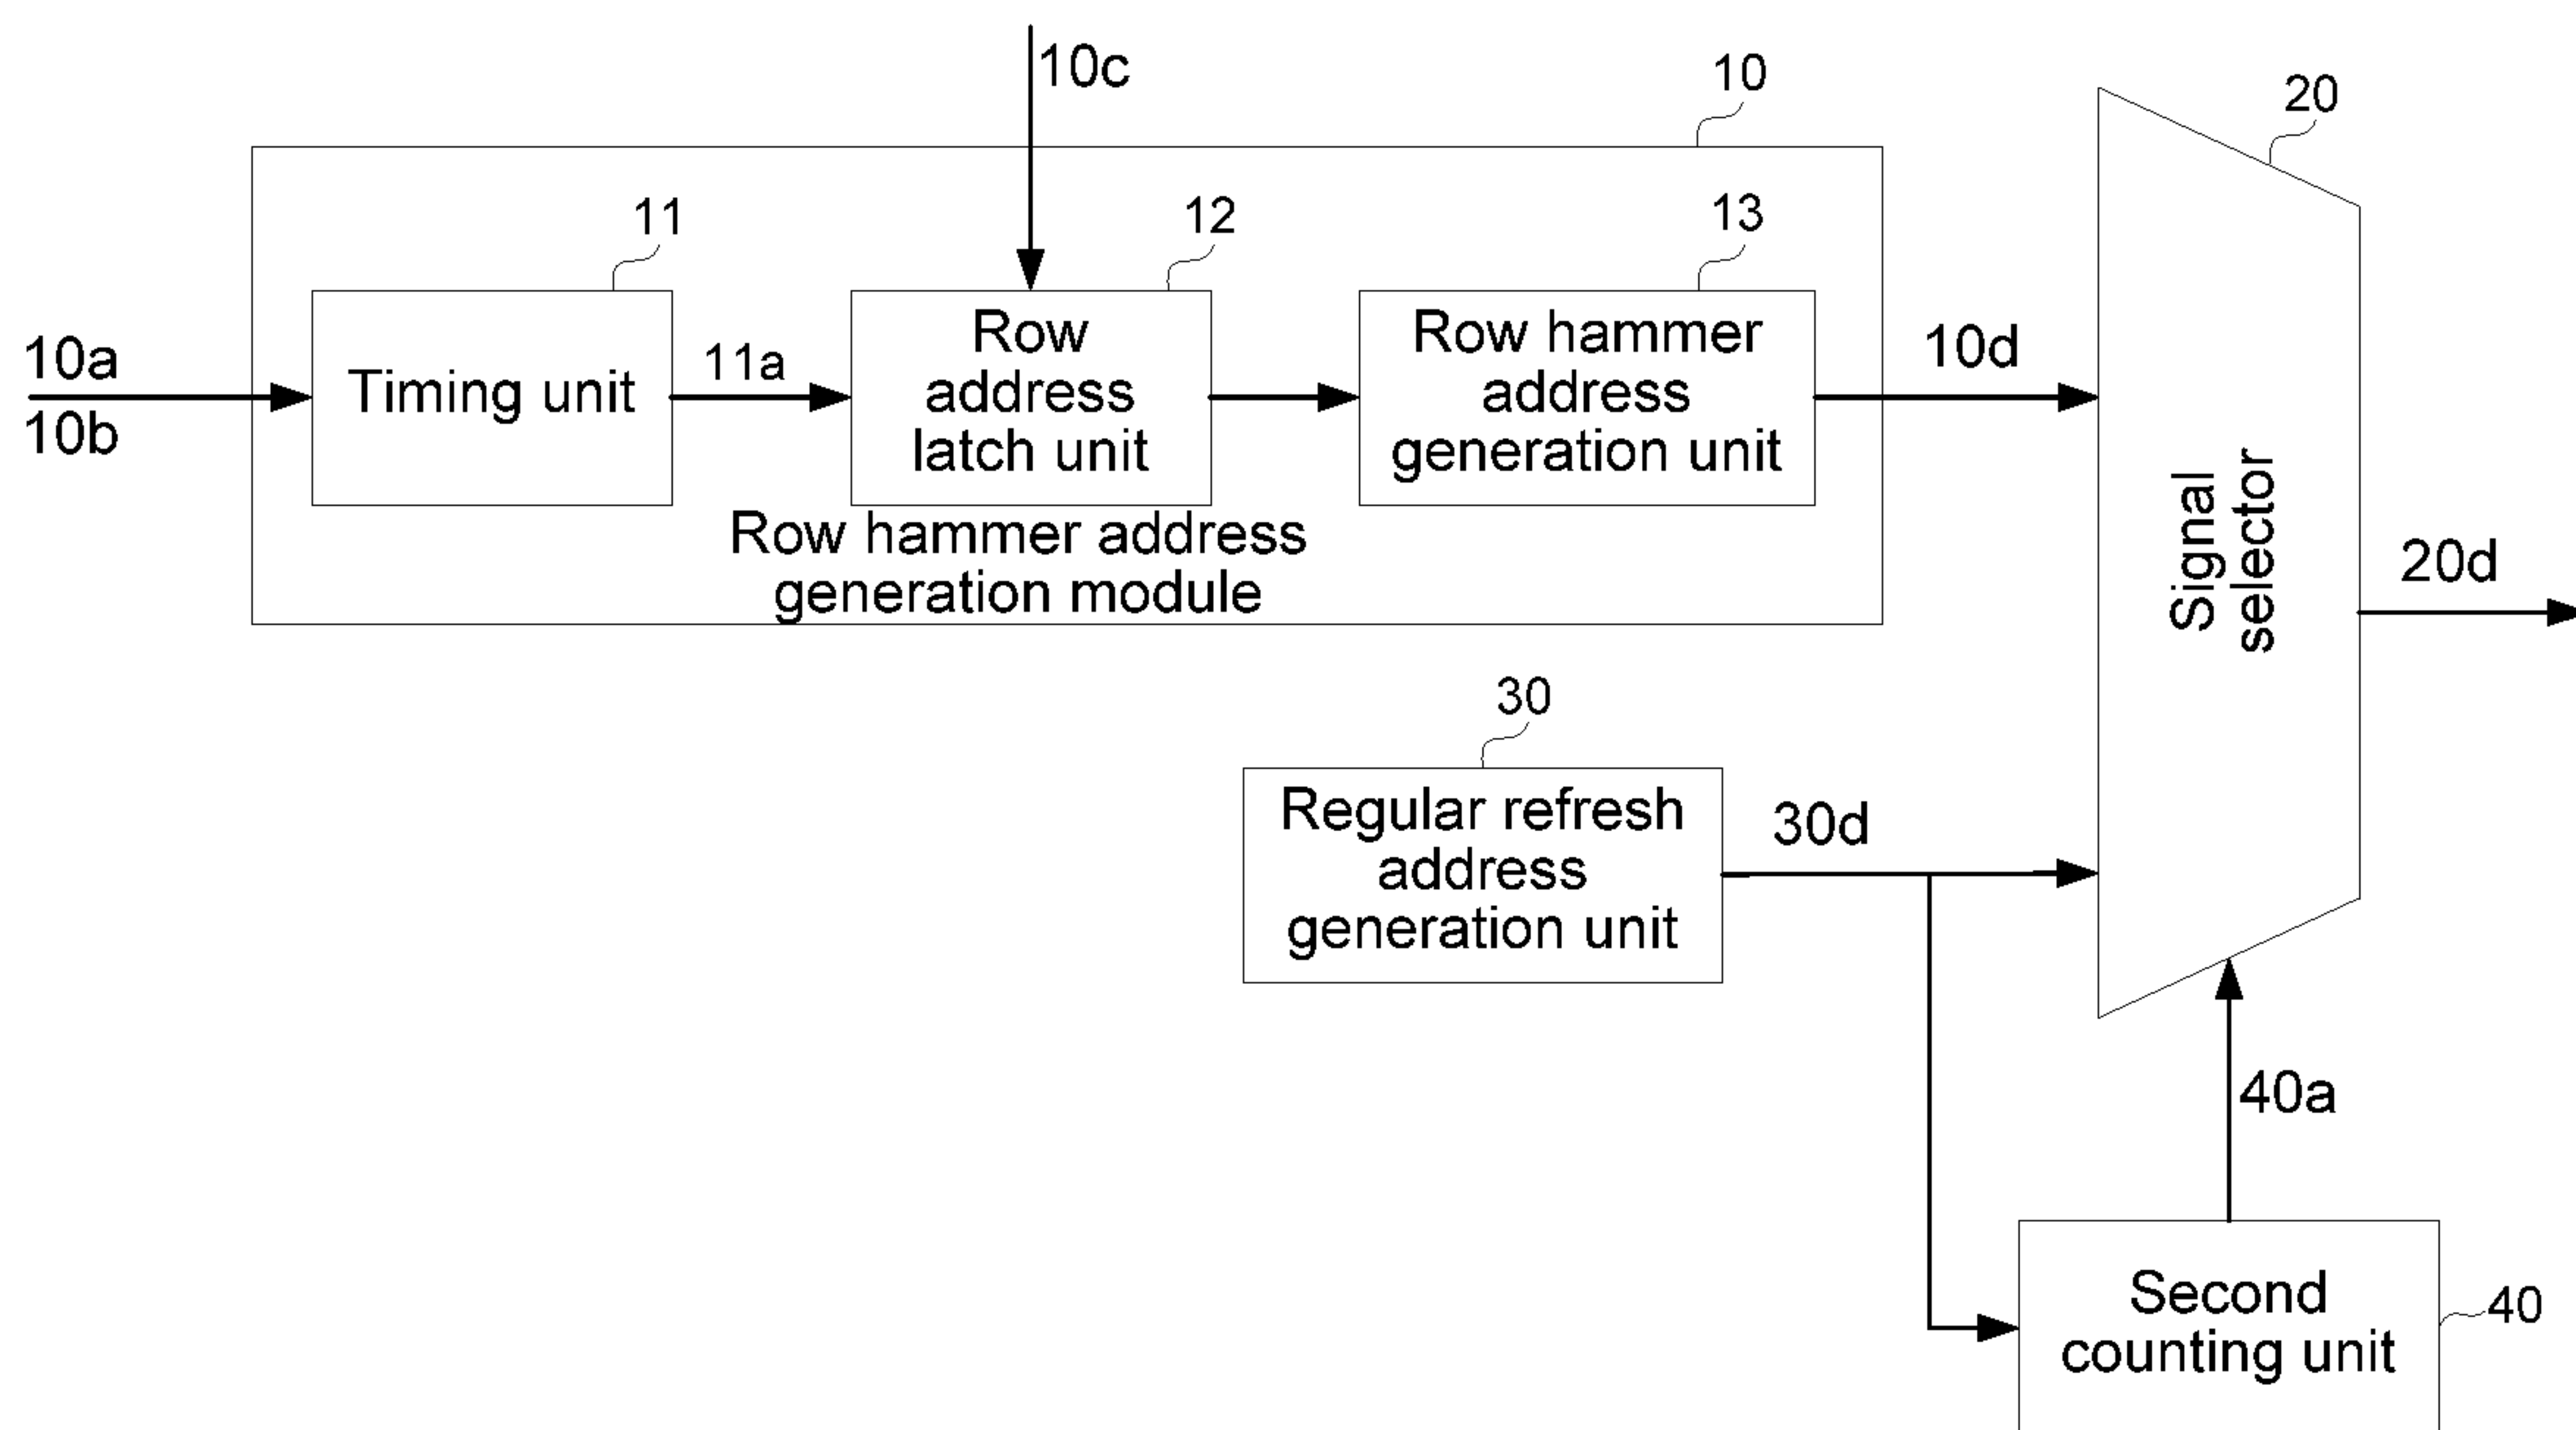 10c
10
20
11
12
13
10a
10b
Timing unit
11a
Row
address
latch unit
Row hammer
address
generation unit
10d
Row hammer address
generation module
Signal
selector
20d
30
Regular refresh
address
generation unit
30d
40a
Second
counting unit
40